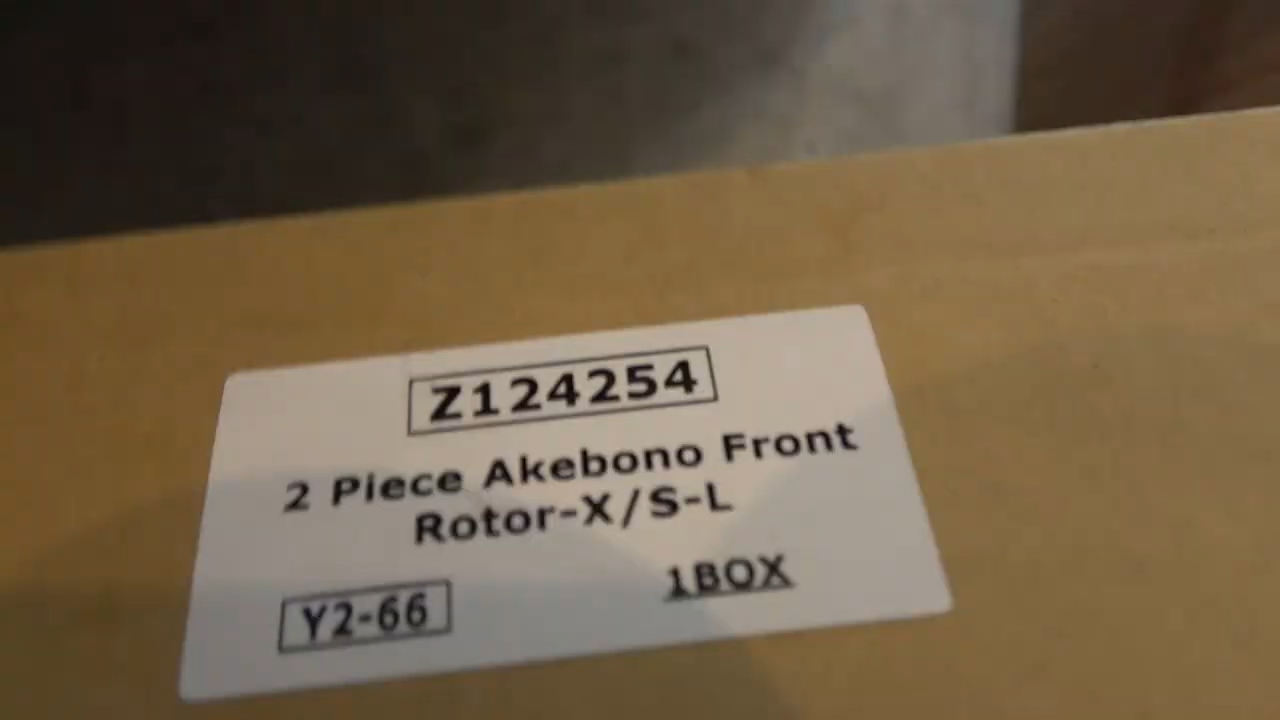 Z124254
2 Piece Akebono Front
Rotor-X/S-L
1BOX
Y2-66